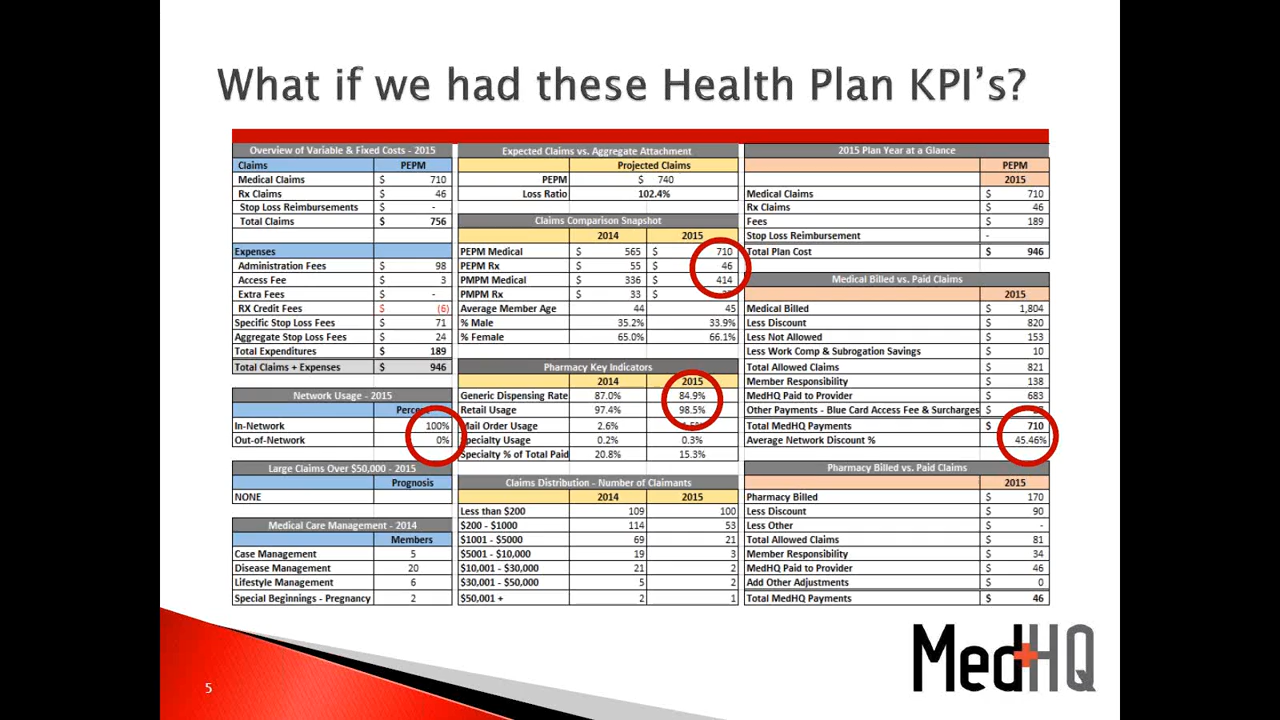 What if we had these Health Plan KPI's?
Overview of Variable & Fixed Costs - 2015
Claims PEPM
Medical Claims $ 710
Rx Claims $ 46
Stop Loss Reimbursements $ -
Total Claims $ 756
Expenses
Administration Fees $ 98
Access Fee $ 3
Extra Fees $ -
RX Credit Fees $ (6)
Specific Stop Loss Fees $ 71
Aggregate Stop Loss Fees $ 24
Total Expenditures $ 189
Total Claims + Expenses $ 946
Network Usage - 2015
In-Network 100%
Out-of-Network 0%
Large Claims Over $50,000 - 2015
Prognosis
NONE
Medical Care Management - 2014
Members
Case Management 5
Disease Management 20
Lifestyle Management 6
Special Beginnings - Pregnancy 2
Expected Claims vs. Aggregate Attachment
Projected Claims
PEPM $ 740
Loss Ratio 102.4%
Claims Comparison Snapshot
2014 2015
PEPM Medical $ 565 $ 710
PEPM Rx $ 55 $ 46
PMPM Medical $ 336 $ 414
PMPM Rx $ 33 $
Average Member Age 44 45
% Male 35.2% 33.9%
% Female 65.0% 66.1%
Pharmacy Key Indicators
2014 2015
Generic Dispensing Rate 87.0% 84.9%
Retail Usage 97.4% 98.5%
Mail Order Usage 2.6%
Specialty Usage 0.2% 0.3%
Specialty % of Total Paid 20.8% 15.3%
Claims Distribution - Number of Claimants
2014 2015
Less than $200 109 100
$200 - $1000 114 53
$1001 - $5000 69 21
$5001 - $10,000 19 3
$10,001 - $30,000 21 2
$30,001 - $50,000 5 2
$50,001 + 2 1
2015 Plan Year at a Glance
PEPM
2015
Medical Claims $ 710
Rx Claims $ 46
Fees $ 189
Stop Loss Reimbursement -
Total Plan Cost $ 946
Medical Billed vs. Paid Claims
2015
Medical Billed $ 1,804
Less Discount $ 820
Less Not Allowed $ 153
Less Work Comp & Subrogation Savings $ 10
Total Allowed Claims $ 821
Member Responsibility $ 138
MedHQ Paid to Provider $ 683
Other Payments - Blue Card Access Fee & Surcharges $
Total MedHQ Payments $ 710
Average Network Discount % 45.46%
Pharmacy Billed vs. Paid Claims
2015
Pharmacy Billed $ 170
Less Discount $ 90
Less Other $ -
Total Allowed Claims $ 81
Member Responsibility $ 34
MedHQ Paid to Provider $ 46
Add Other Adjustments $ 0
Total MedHQ Payments $ 46
MedHQ
5